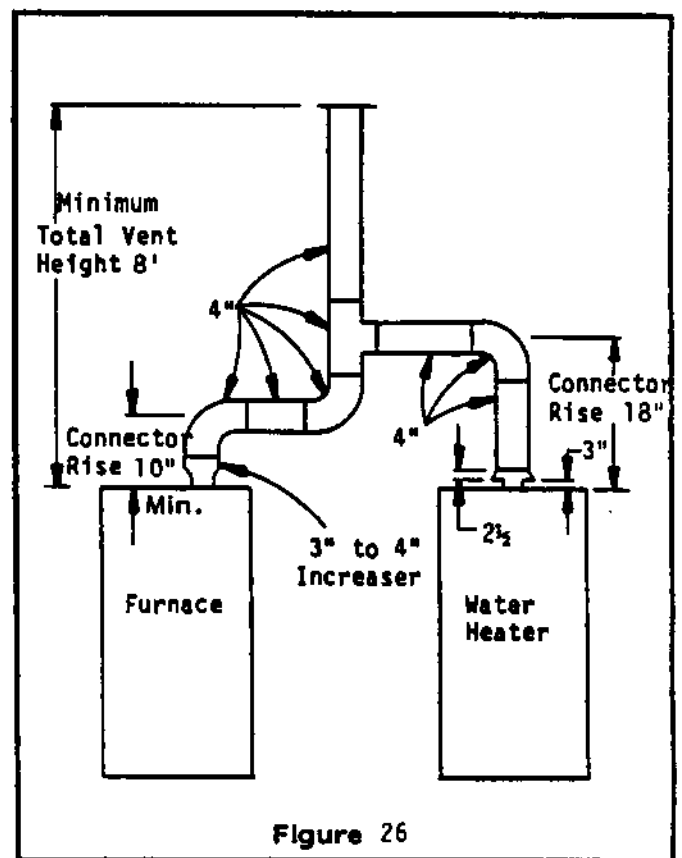 Minimum
Total Vent
Height 8'
4"
Connector
Rise 10"
Min.
3" to 4"
Increaser
Furnace
4"
Connector
Rise 18"
3"
2½
Water
Heater
Figure 26